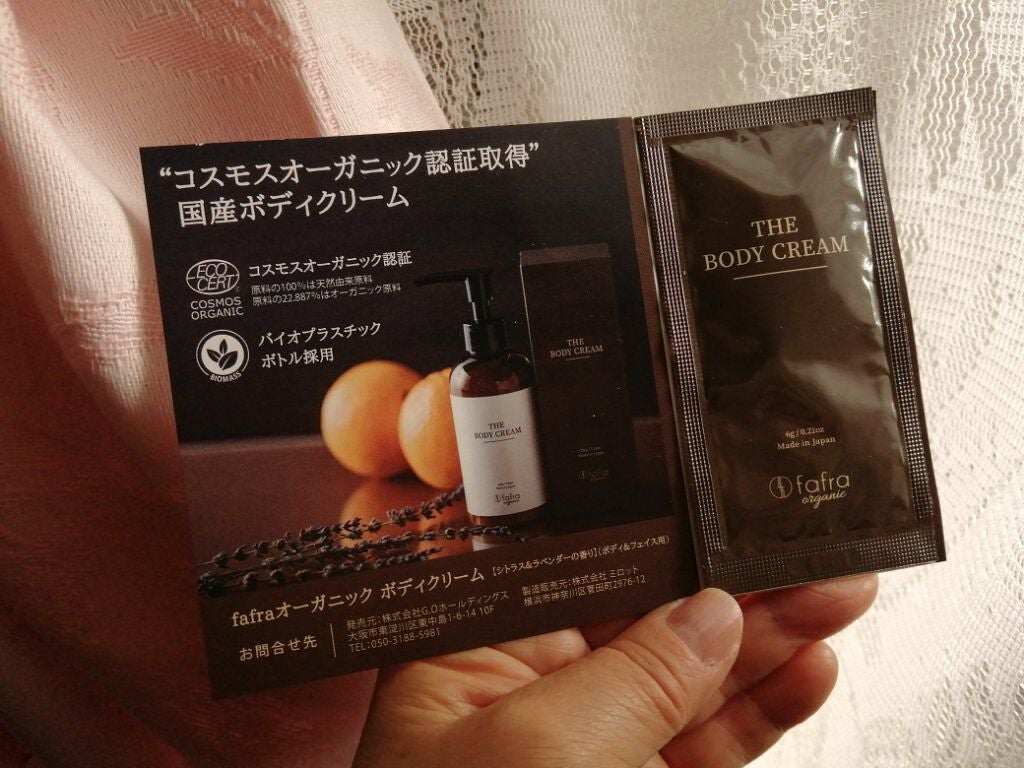 “コスモスオーガニック認証取得”
国産ボディクリーム
ECO
CERT
COSMOS
ORGANIC
コスモスオーガニック認証
原料の100%は天然由来原料
原料の22.887%はオーガニック原料
BIOMASS
バイオプラスチック
ボトル採用
THE
BODY CREAM
fafra
organic
THE
BODY CREAM
fafra
fafraオーガニック ボディクリーム 【シトラス&ラベンダーの香り】(ボディ&フェイス用)
お問合せ先
発売元:株式会社G.Oホールディングス
大阪市東淀川区東中島1-6-14 10F
TEL:050-3188-5981
製造販売元:株式会社 ミロット
横浜市神奈川区菅田町2976-12
THE
BODY CREAM
6g / 0.21oz
Made in Japan
fafra
organic